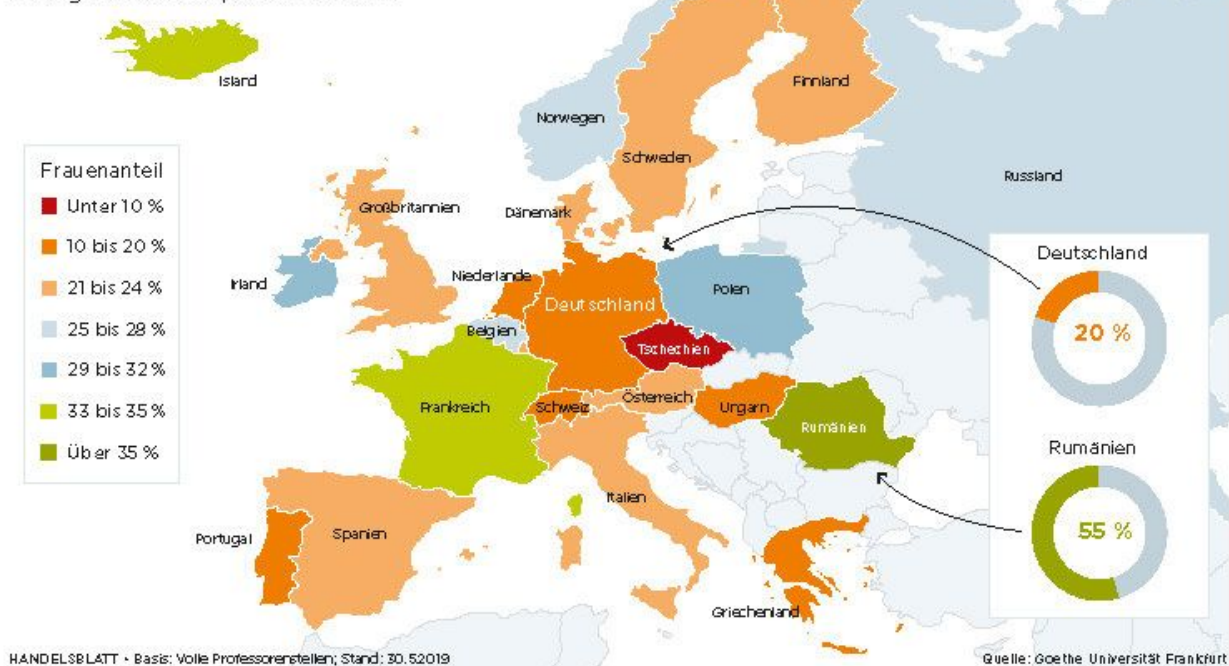 Island
Finnland
Norwegen
Schweden
Russland
Frauenanteil
Unter 10 %
10 bis 20 %
21 bis 24 %
25 bis 28 %
29 bis 32 %
33 bis 35 %
Über 35 %
Großbritannien
Dänemark
Irland
Niederlande
Deutschland
Polen
Belgien
Tschechien
Frankreich
Schweiz
Österreich
Ungarn
Rumänien
Italien
Portugal
Spanien
Griechenland
Deutschland
20 %
Rumänien
55 %
HANDELSBLATT • Basis: Volle Professorenstellen; Stand: 30.52019
Quelle: Goethe Universität Frankfurt